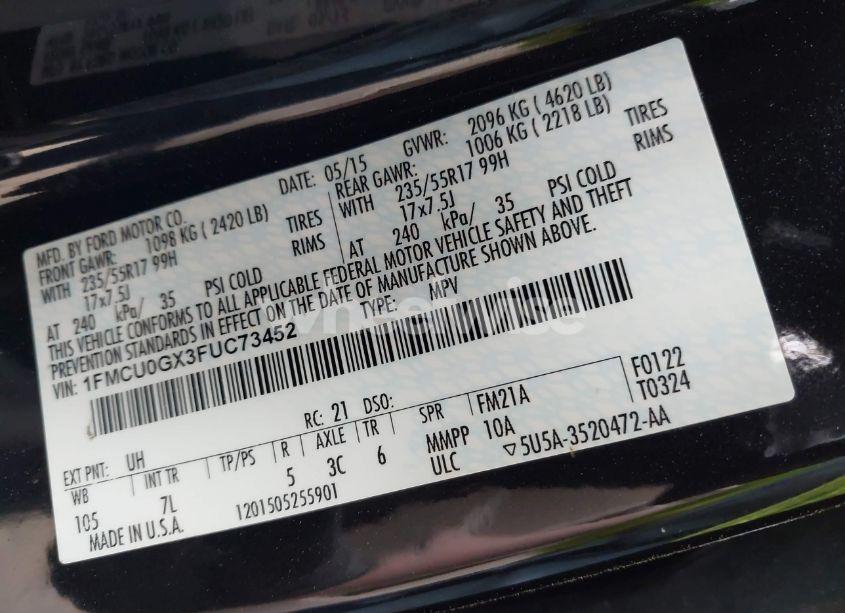 MFD. BY FORD MOTOR CO. DATE: 05/15 GVWR: 2096 KG ( 4620 LB)
FRONT GAWR: 1098 KG ( 2420 LB) REAR GAWR: 1006 KG ( 2218 LB)
WITH 235/55R17 99H TIRES WITH 235/55R17 99H TIRES
17x7.5J RIMS 17x7.5J RIMS
AT 240 kPa/ 35 PSI COLD AT 240 kPa/ 35 PSI COLD
THIS VEHICLE CONFORMS TO ALL APPLICABLE FEDERAL MOTOR VEHICLE SAFETY AND THEFT
PREVENTION STANDARDS IN EFFECT ON THE DATE OF MANUFACTURE SHOWN ABOVE.
VIN: 1FMCU0GX3FUC73452 TYPE: MPV
F0122
T0324
EXT PNT: UH RC: 21 DSO:
WB INT TR TP/PS R AXLE TR SPR FM21A
105 7L 5 3C 6 MMPP 10A
ULC ▽5U5A-3520472-AA
MADE IN U.S.A. 1201505255901